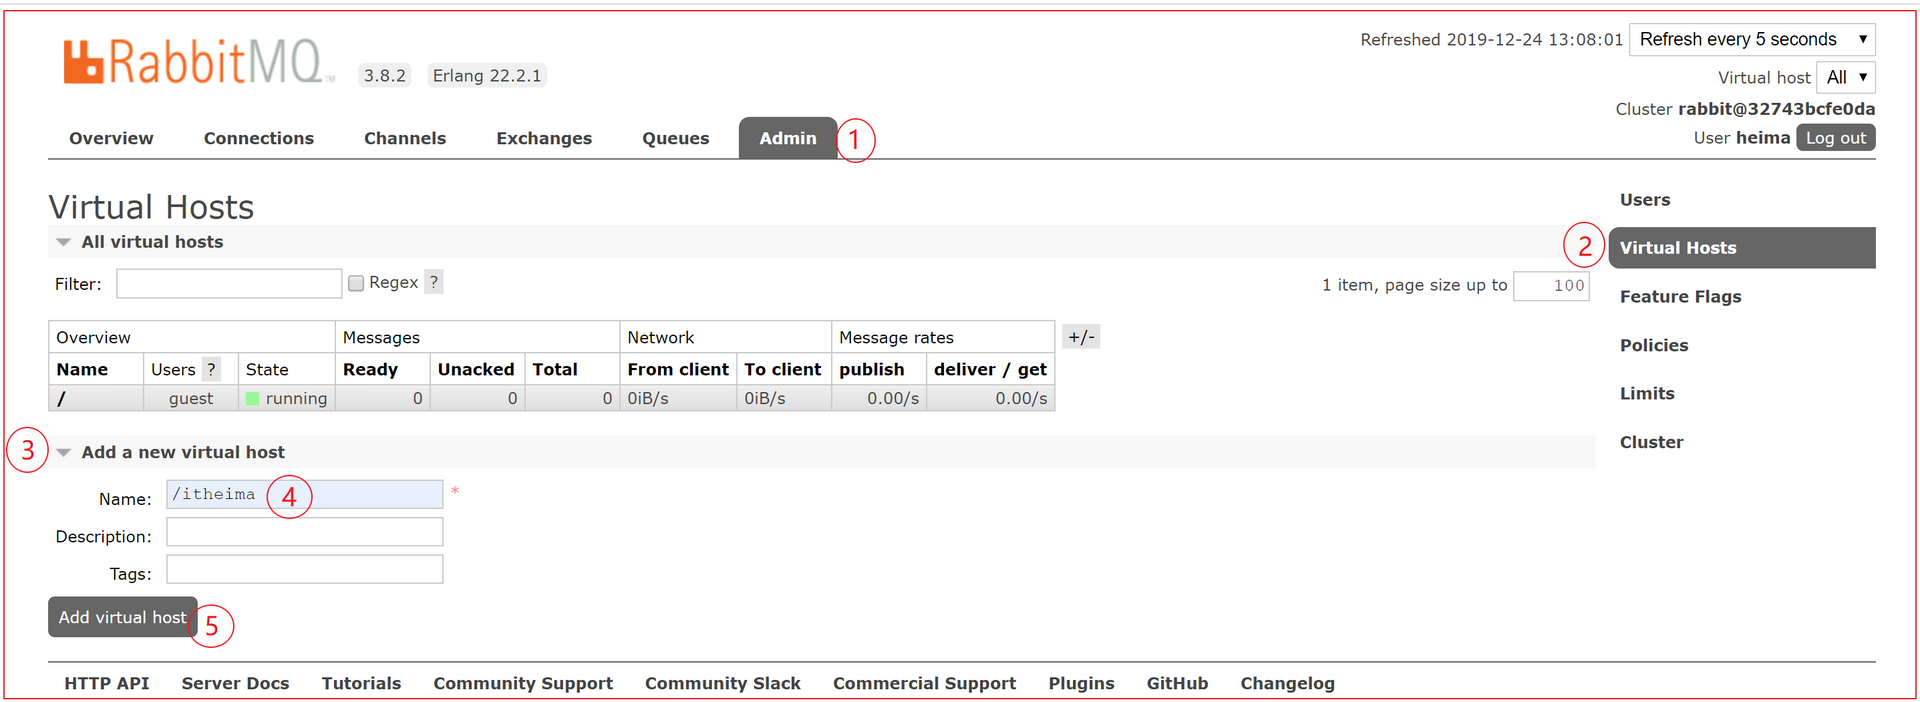 RabbitMQ TM 3.8.2 Erlang 22.2.1
Refreshed 2019-12-24 13:08:01 Refresh every 5 seconds
Virtual host All
Cluster rabbit@32743bcfe0da
User heima Log out
Overview Connections Channels Exchanges Queues Admin 1
Virtual Hosts
All virtual hosts
Filter: Regex ? 1 item, page size up to 100
Overview Messages Network Message rates +/-
Name Users ? State Ready Unacked Total From client To client publish deliver / get
/ guest running 0 0 0 0iB/s 0iB/s 0.00/s 0.00/s
3 Add a new virtual host
Name: /itheima 4 *
Description:
Tags:
Add virtual host 5
Users
2 Virtual Hosts
Feature Flags
Policies
Limits
Cluster
HTTP API Server Docs Tutorials Community Support Community Slack Commercial Support Plugins GitHub Changelog